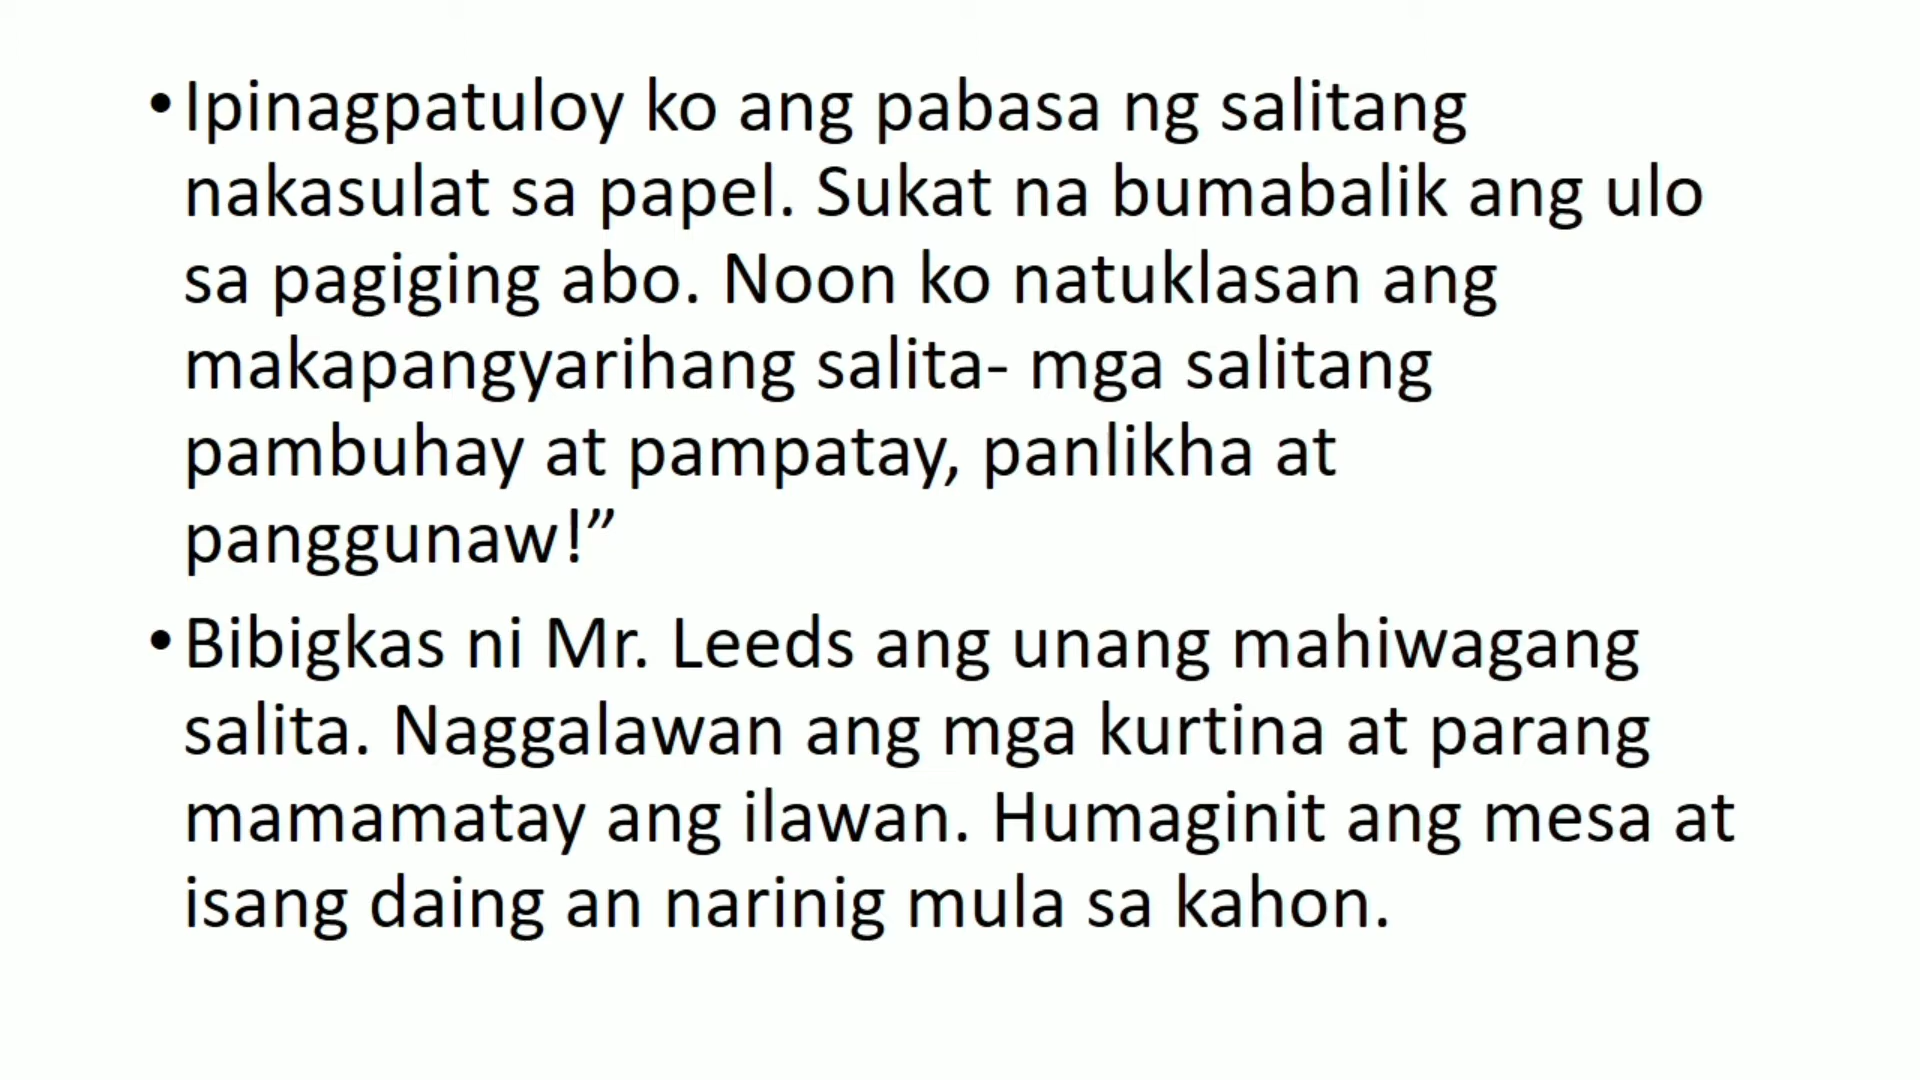 •Ipinagpatuloy ko ang pabasa ng salitang
nakasulat sa papel. Sukat na bumabalik ang ulo
sa pagiging abo. Noon ko natuklasan ang
makapangyarihang salita- mga salitang
pambuhay at pampatay, panlikha at
panggunaw!”
•Bibigkas ni Mr. Leeds ang unang mahiwagang
salita. Naggalawan ang mga kurtina at parang
mamamatay ang ilawan. Humaginit ang mesa at
isang daing an narinig mula sa kahon.